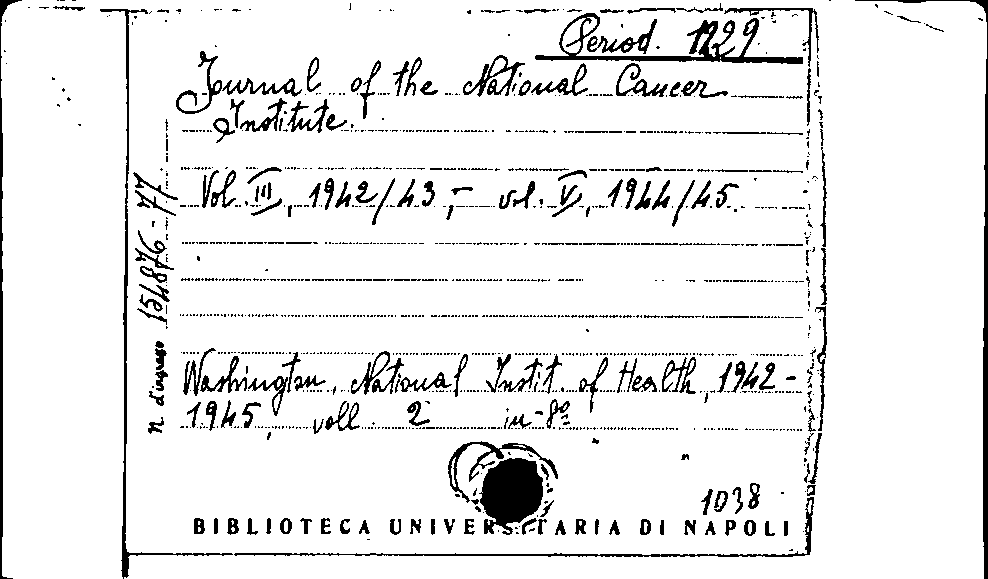 Period. 1229
Journal of the National Cancer
Institute.
Vol. III, 1942/43,- vol. V, 1944/45.
N. d'ingresso 154876-77
Washington, National Instit. of Health, 1942-
1945, voll. 2 in-8º
1038
BIBLIOTECA UNIVERSITARIA DI NAPOLI